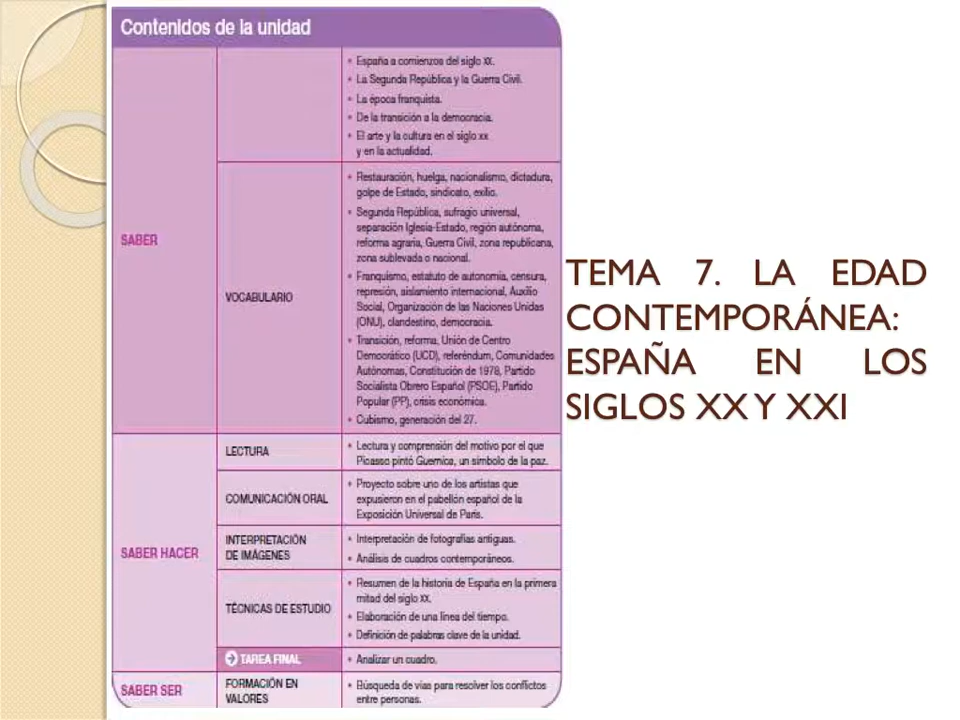 Contenidos de la unidad
SABER
• España a comienzos del siglo XX.
• La Segunda República y la Guerra Civil.
• La época franquista.
• De la transición a la democracia.
• El arte y la cultura en el siglo XX
y en la actualidad.
VOCABULARIO
• Restauración, huelga, nacionalismo, dictadura,
golpe de Estado, sindicato, exilio.
• Segunda República, sufragio universal,
separación Iglesia-Estado, región autónoma,
reforma agraria, Guerra Civil, zona republicana,
zona sublevada o nacional.
• Franquismo, estatuto de autonomía, censura,
represión, aislamiento internacional, Auxilio
Social, Organización de las Naciones Unidas
(ONU), clandestino, democracia.
• Transición, reforma, Unión de Centro
Democrático (UCD), referéndum, Comunidades
Autónomas, Constitución de 1978, Partido
Socialista Obrero Español (PSOE), Partido
Popular (PP), crisis económica.
• Cubismo, generación del 27.
SABER HACER
LECTURA
• Lectura y comprensión del motivo por el que
Picasso pintó Guernica, un símbolo de la paz.
COMUNICACIÓN ORAL
• Proyecto sobre uno de los artistas que
expusieron en el pabellón español de la
Exposición Universal de París.
INTERPRETACIÓN
DE IMÁGENES
• Interpretación de fotografías antiguas.
• Análisis de cuadros contemporáneos.
TÉCNICAS DE ESTUDIO
• Resumen de la historia de España en la primera
mitad del siglo XX.
• Elaboración de una línea del tiempo.
• Definición de palabras clave de la unidad.
TAREA FINAL
• Analizar un cuadro.
SABER SER
FORMACIÓN EN
VALORES
• Búsqueda de vías para resolver los conflictos
entre personas.
TEMA 7. LA EDAD
CONTEMPORÁNEA:
ESPAÑA EN LOS
SIGLOS XX Y XXI